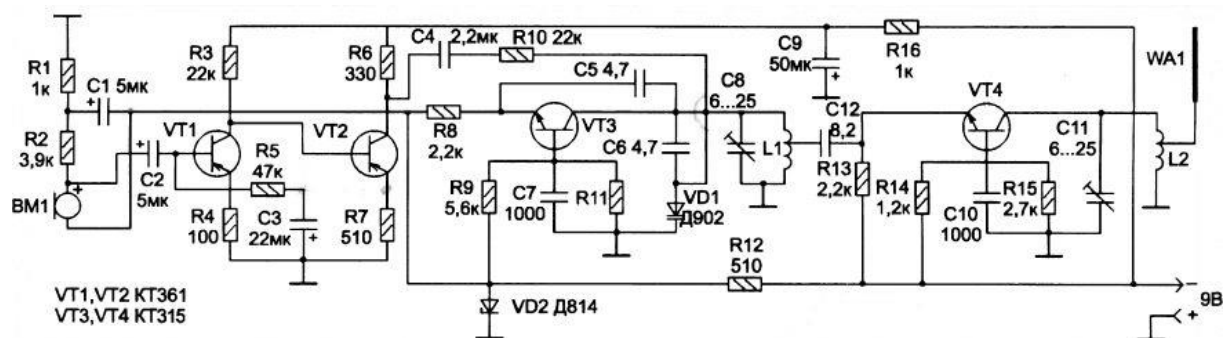 R1
1к
R2
3,9к
BM1
+
C1 5мк
+
C2
5мк
+
VT1
R3
22к
R4
100
R5
47к
C3
22мк
+
VT2
R6
330
R7
510
C4
2,2мк
R10 22к
R8
2,2к
C5 4,7
VT3
C6 4,7
R9
5,6к
C7
1000
R11
VD1
Д902
VD2 Д814
C8
6...25
L1
C9
50мк
+
R16
1к
C12
8,2
R13
2,2к
R12
510
VT4
R14
1,2к
C10
1000
R15
2,7к
C11
6...25
L2
WA1
−
9В
+
VT1,VT2 КТ361
VT3,VT4 КТ315